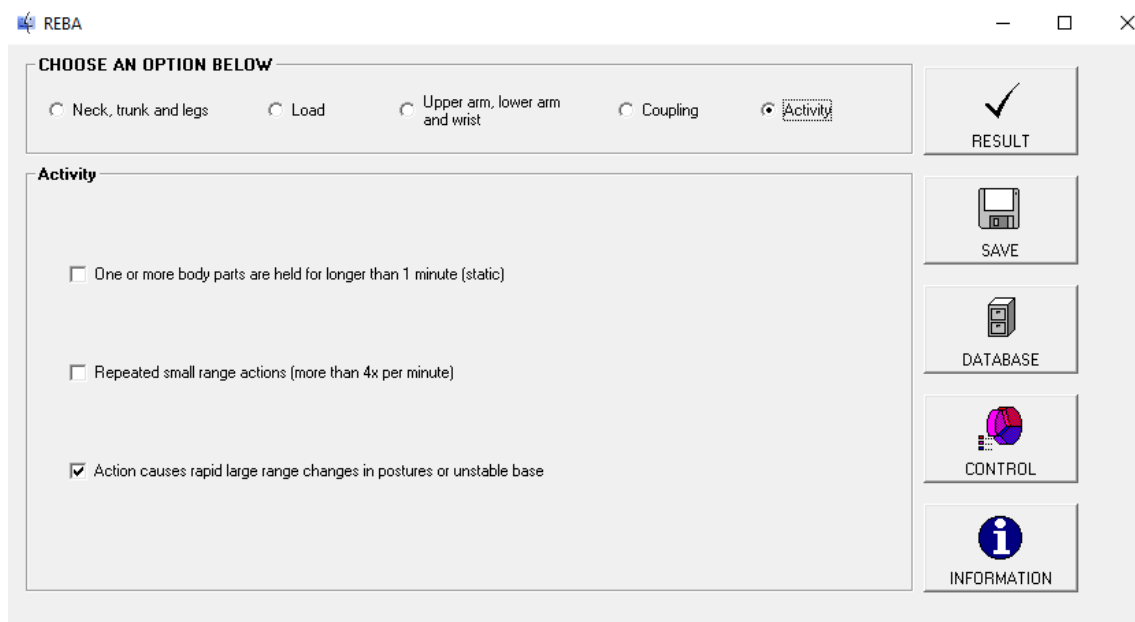 REBA
CHOOSE AN OPTION BELOW
Neck, trunk and legs
Load
Upper arm, lower arm
and wrist
Coupling
Activity
RESULT
Activity
One or more body parts are held for longer than 1 minute (static)
Repeated small range actions (more than 4x per minute)
Action causes rapid large range changes in postures or unstable base
SAVE
DATABASE
CONTROL
INFORMATION